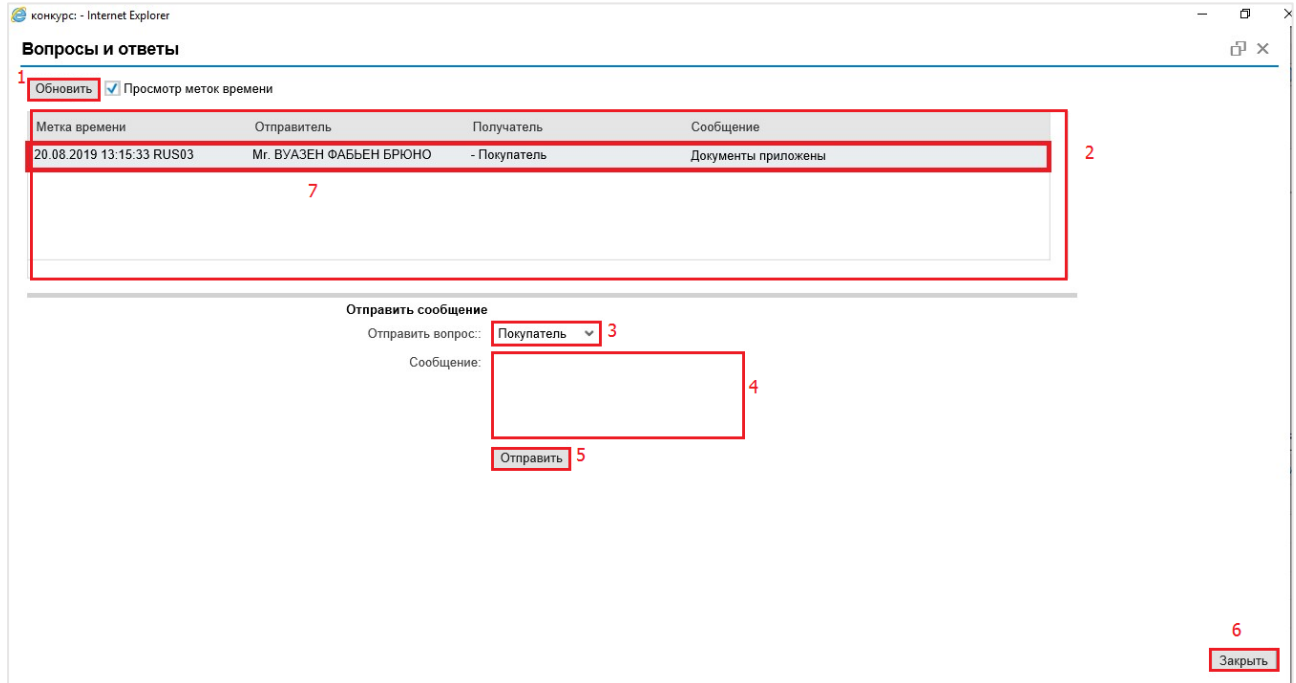 конкурс: - Internet Explorer
Вопросы и ответы
1
Обновить Просмотр меток времени
Метка времени Отправитель Получатель Сообщение
20.08.2019 13:15:33 RUS03 Mr. ВУАЗЕН ФАБЬЕН БРЮНО - Покупатель Документы приложены 2
7
Отправить сообщение
Отправить вопрос:: Покупатель 3
Сообщение: 4
Отправить 5
6
Закрыть